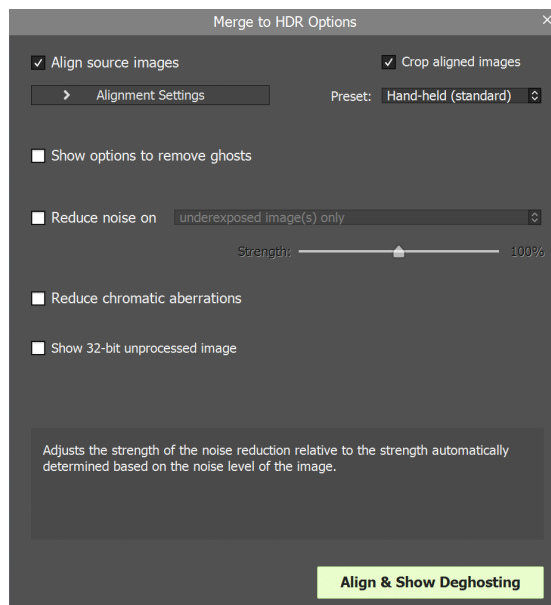 Merge to HDR Options
Align source images
Crop aligned images
Alignment Settings
Preset: Hand-held (standard)
Show options to remove ghosts
Reduce noise on underexposed image(s) only
Strength: 100%
Reduce chromatic aberrations
Show 32-bit unprocessed image
Adjusts the strength of the noise reduction relative to the strength automatically
determined based on the noise level of the image.
Align & Show Deghosting